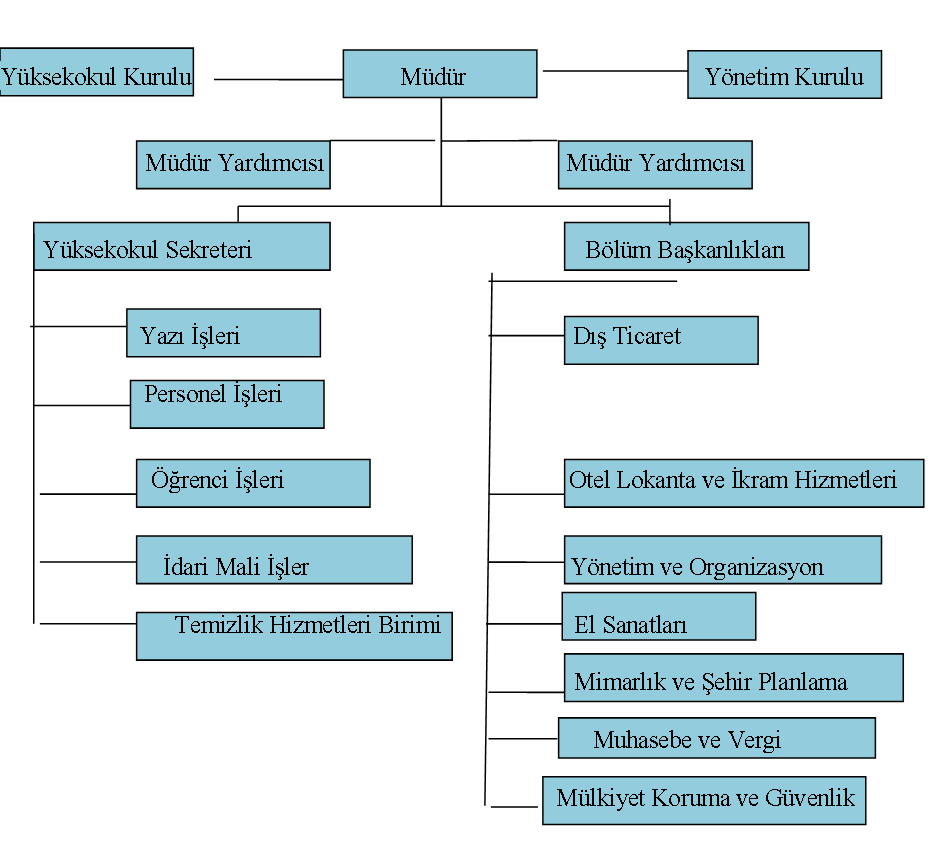 Yüksekokul Kurulu
Müdür
Yönetim Kurulu
Müdür Yardımcısı
Müdür Yardımcısı
Yüksekokul Sekreteri
Bölüm Başkanlıkları
Yazı İşleri
Dış Ticaret
Personel İşleri
Öğrenci İşleri
Otel Lokanta ve İkram Hizmetleri
İdari Mali İşler
Yönetim ve Organizasyon
Temizlik Hizmetleri Birimi
El Sanatları
Mimarlık ve Şehir Planlama
Muhasebe ve Vergi
Mülkiyet Koruma ve Güvenlik